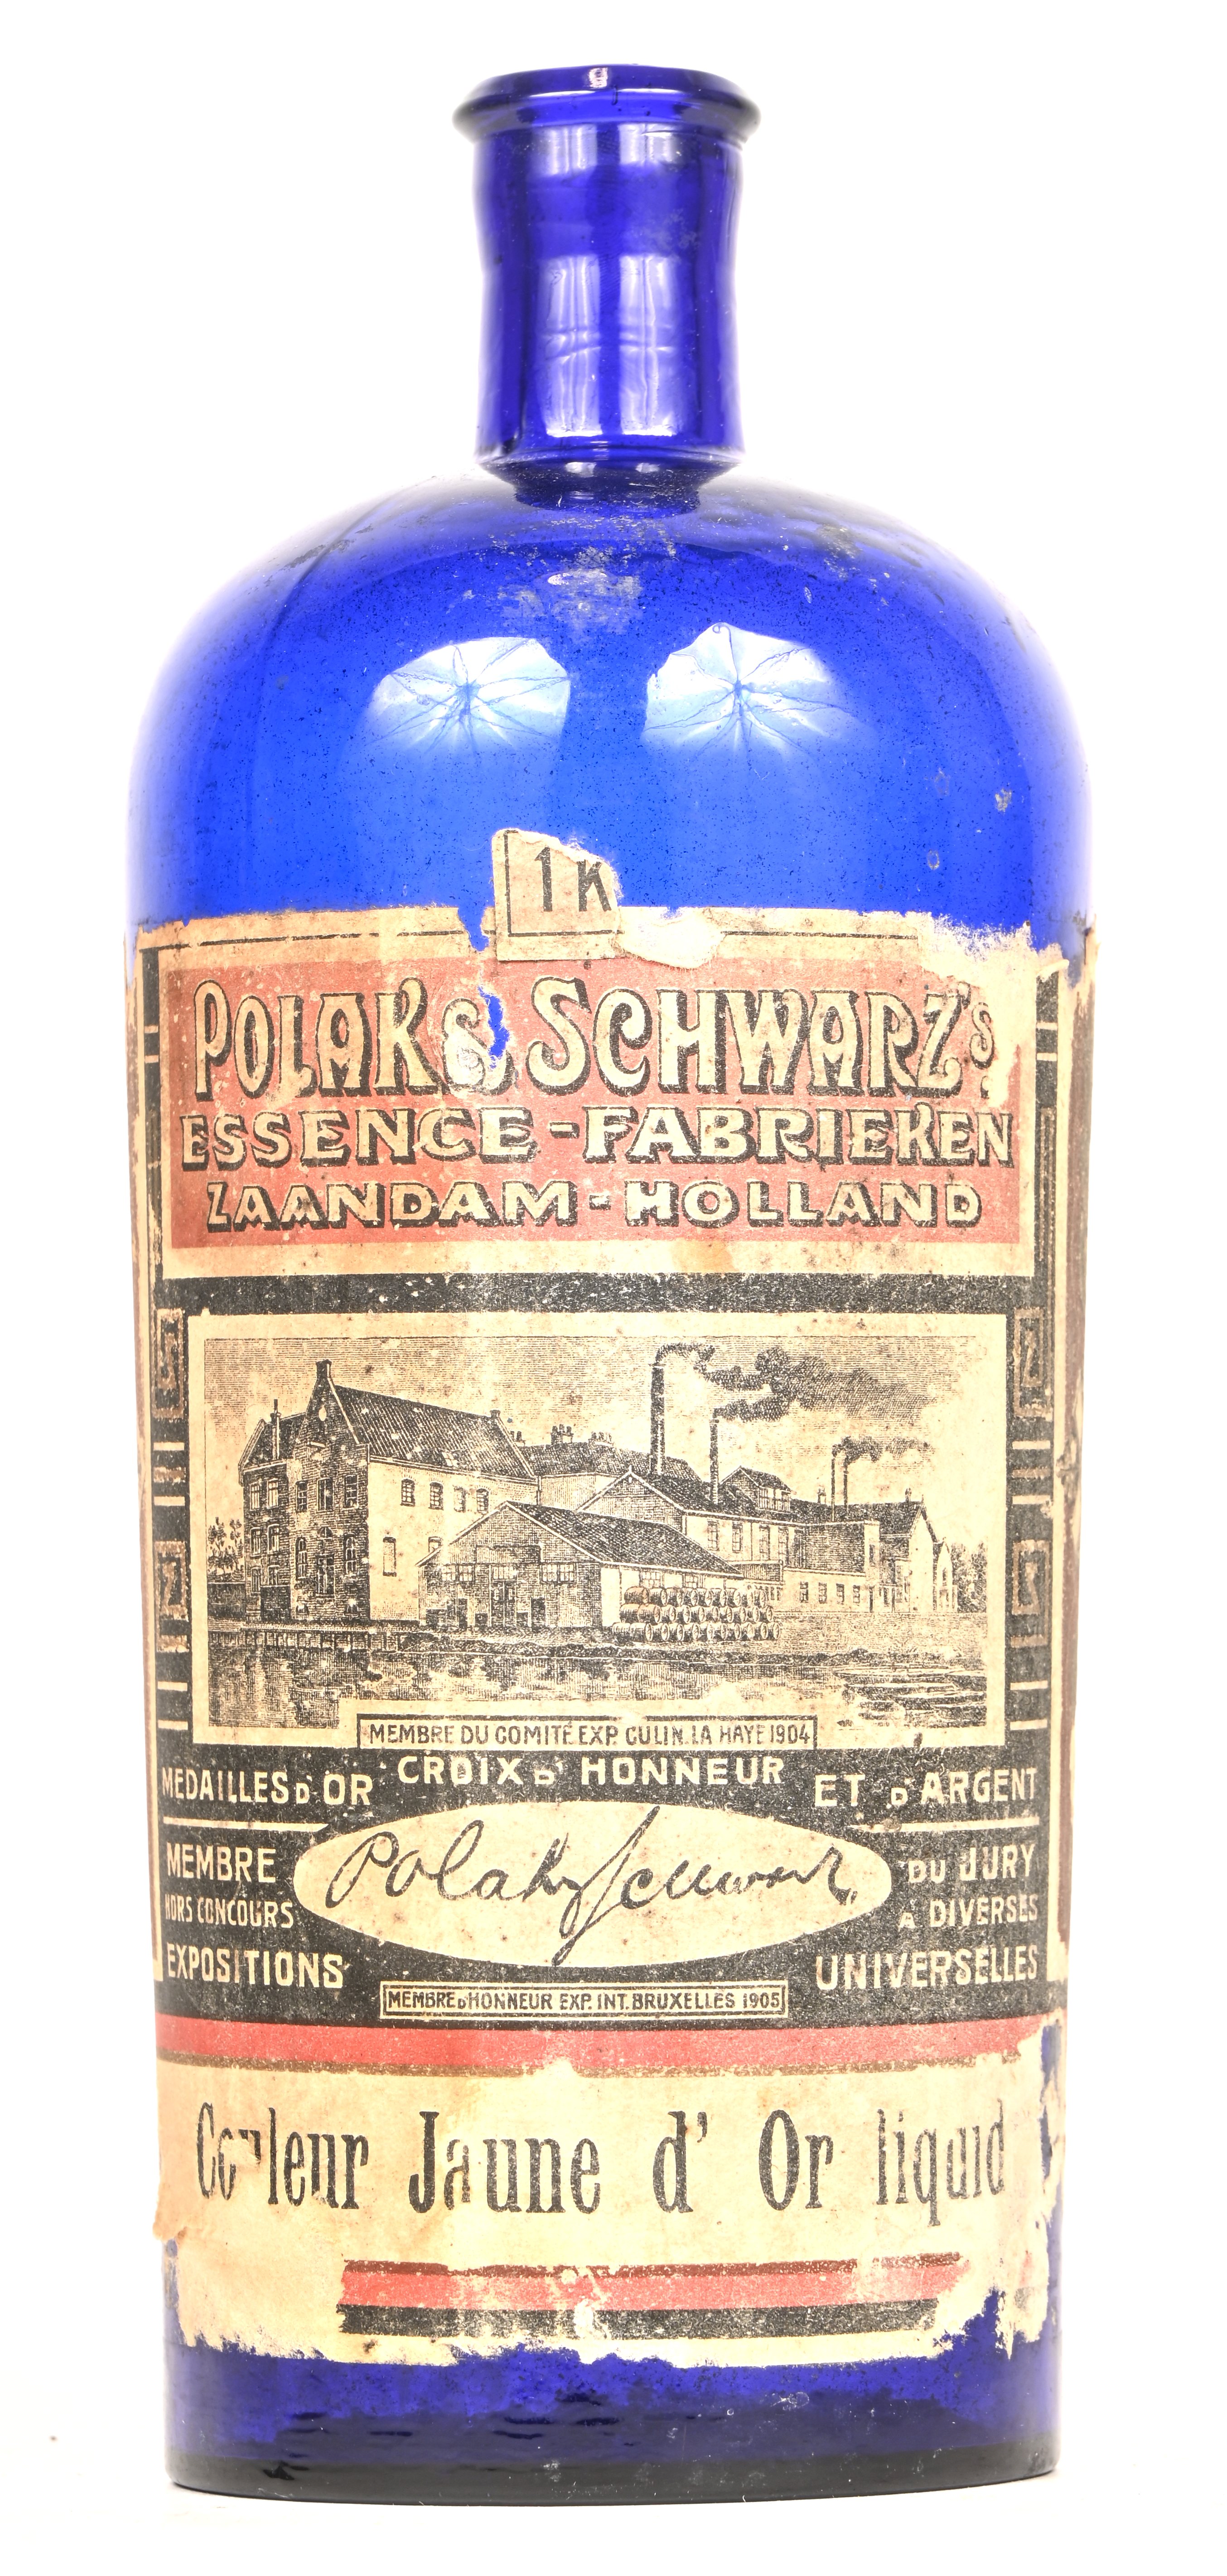 1 K
POLAK & SCHWARZ'S
ESSENCE-FABRIEKEN
ZAANDAM-HOLLAND
MEMBRE DU COMITÉ EXP. CULIN. LA HAYE 1904
MEDAILLES D'OR CROIX D'HONNEUR ET D'ARGENT
MEMBRE DU JURY
HORS CONCOURS A DIVERSES
Polak & Schwarz
EXPOSITIONS UNIVERSELLES
MEMBRE D'HONNEUR EXP. INT. BRUXELLES 1905
Couleur Jaune d' Or liquid